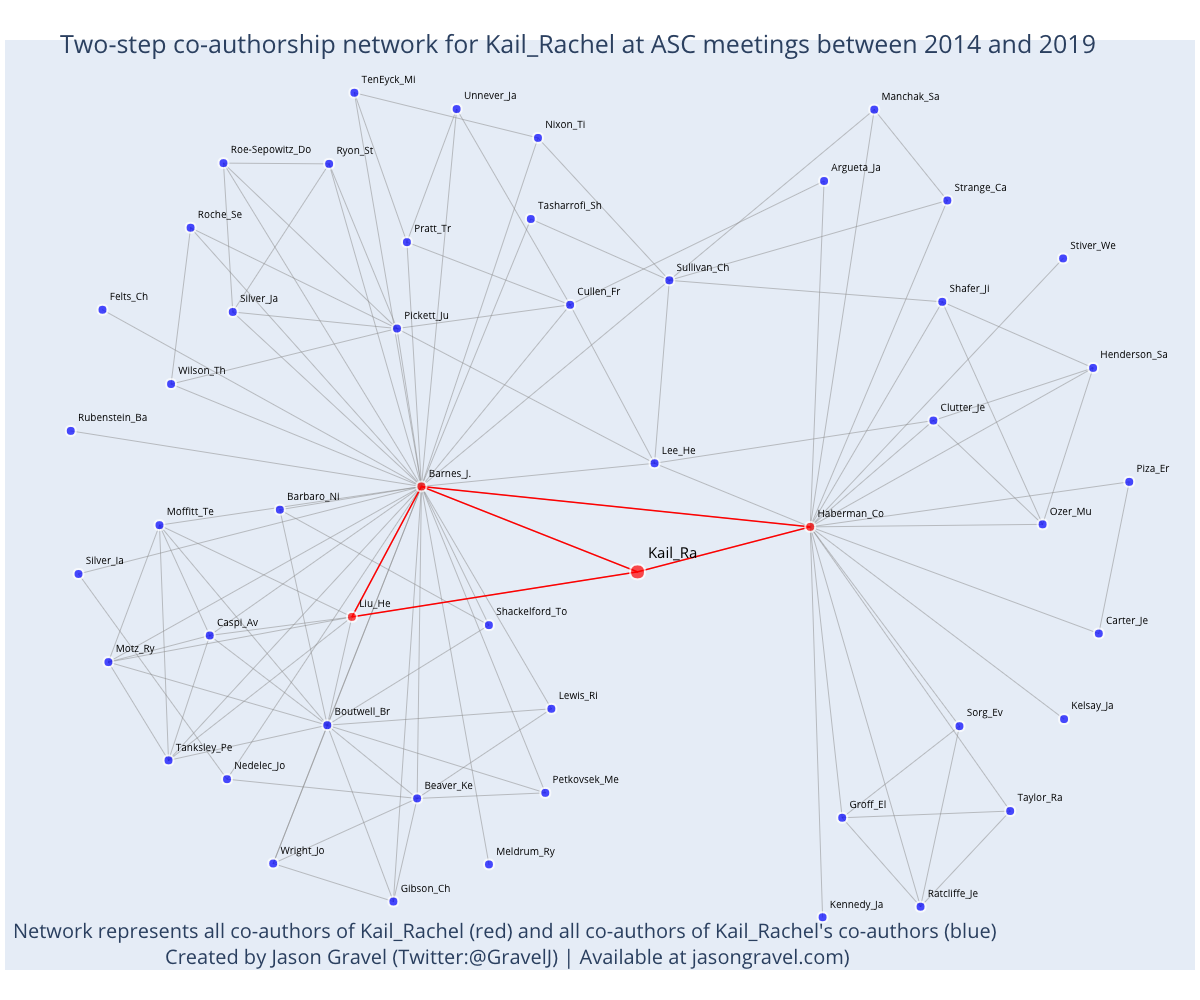 Two-step co-authorship network for Kail_Rachel at ASC meetings between 2014 and 2019
TenEyck_Mi
Unnever_Ja
Manchak_Sa
Nixon_Ti
Roe-Sepowitz_Do
Ryon_St
Argueta_Ja
Strange_Ca
Tasharrofi_Sh
Roche_Se
Pratt_Tr
Stiver_We
Sullivan_Ch
Shafer_Ji
Cullen_Fr
Felts_Ch
Silver_Ja
Pickett_Ju
Henderson_Sa
Wilson_Th
Clutter_Je
Rubenstein_Ba
Lee_He
Piza_Er
Barnes_J.
Barbaro_Ni
Moffitt_Te
Haberman_Co
Ozer_Mu
Kail_Ra
Silver_Ia
Liu_He
Shackelford_To
Carter_Je
Caspi_Av
Motz_Ry
Lewis_Ri
Kelsay_Ja
Boutwell_Br
Sorg_Ev
Tanksley_Pe
Nedelec_Jo
Beaver_Ke
Petkovsek_Me
Taylor_Ra
Groff_El
Wright_Jo
Meldrum_Ry
Gibson_Ch
Ratcliffe_Je
Kennedy_Ja
Network represents all co-authors of Kail_Rachel (red) and all co-authors of Kail_Rachel's co-authors (blue)
Created by Jason Gravel (Twitter:@GravelJ) | Available at jasongravel.com)